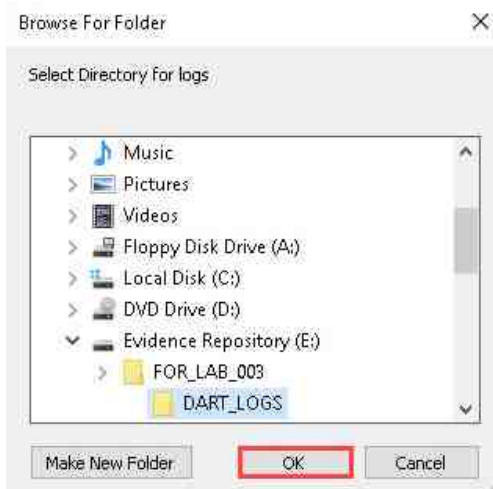 Browse For Folder
Select Directory for logs
Music
Pictures
Videos
Floppy Disk Drive (A:)
Local Disk (C:)
DVD Drive (D:)
Evidence Repository (E:)
FOR_LAB_003
DART_LOGS
Make New Folder OK Cancel